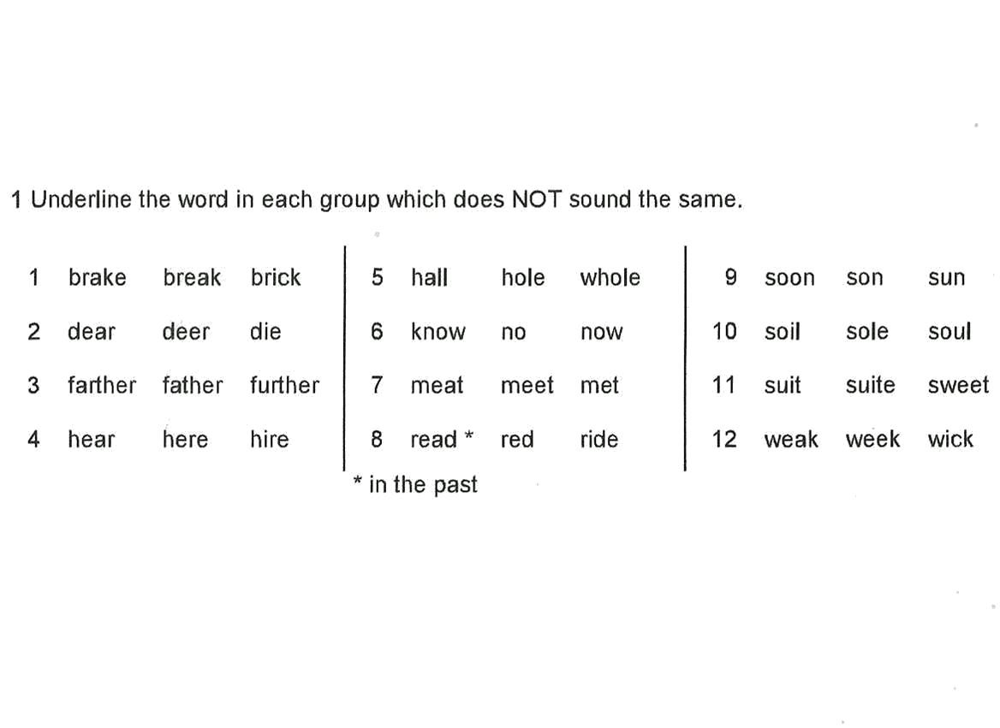 1 Underline the word in each group which does NOT sound the same.
1 brake break brick 5 hall hole whole 9 soon son sun
2 dear deer die 6 know no now 10 soil sole soul
3 farther father further 7 meat meet met 11 suit suite sweet
4 hear here hire 8 read * red ride 12 weak week wick
* in the past